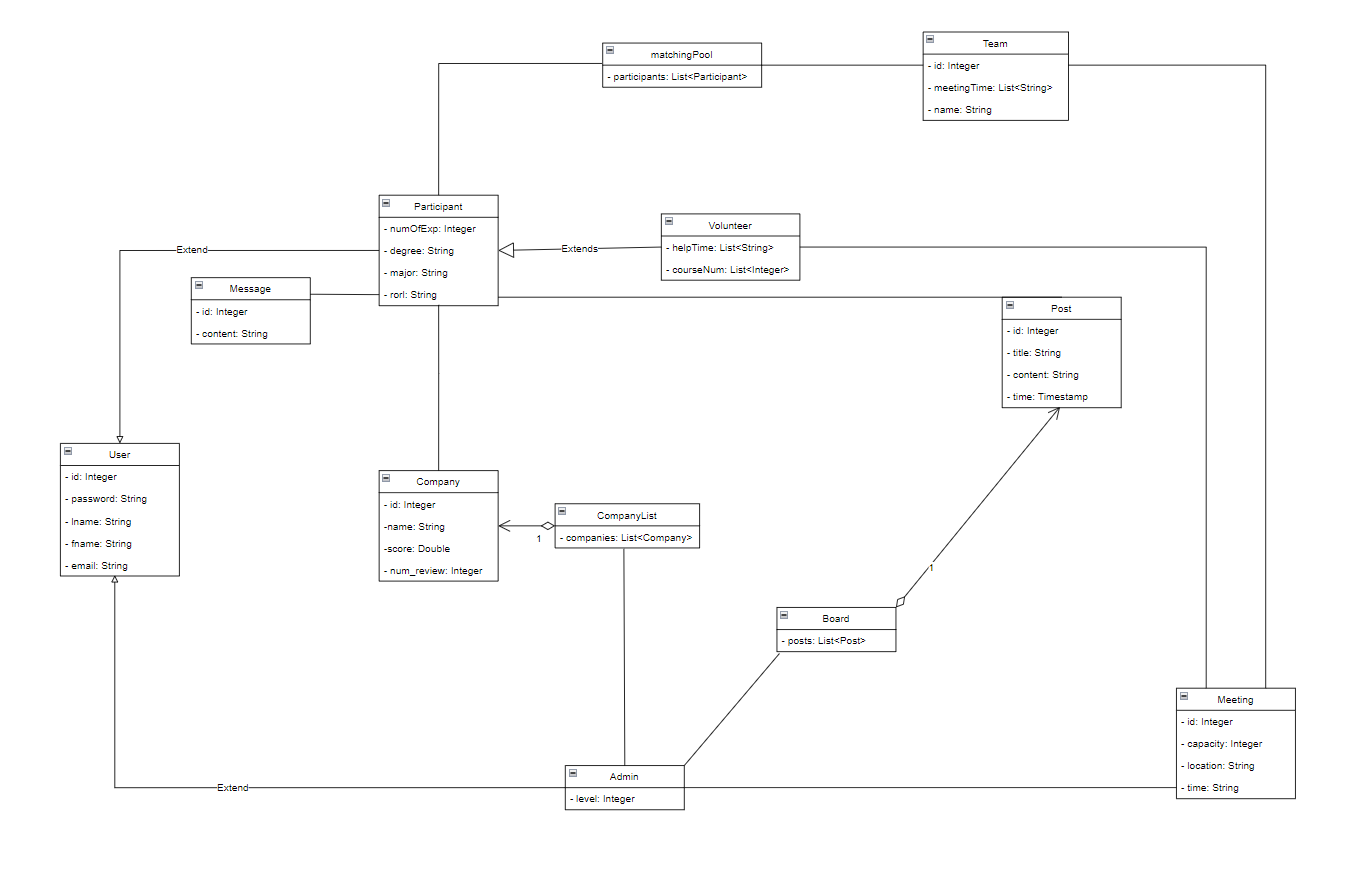 matchingPool
- participants: List<Participant>
Team
- id: Integer
- meetingTime: List<String>
- name: String
Participant
- numOfExp: Integer
- degree: String
- major: String
- rorl: String
Extend
Extends
Volunteer
- helpTime: List<String>
- courseNum: List<Integer>
Message
- id: Integer
- content: String
Post
- id: Integer
- title: String
- content: String
- time: Timestamp
User
- id: Integer
- password: String
- lname: String
- fname: String
- email: String
Company
- id: Integer
-name: String
-score: Double
- num_review: Integer
1
CompanyList
- companies: List<Company>
1
Board
- posts: List<Post>
Meeting
- id: Integer
- capacity: Integer
- location: String
- time: String
Extend
Admin
- level: Integer